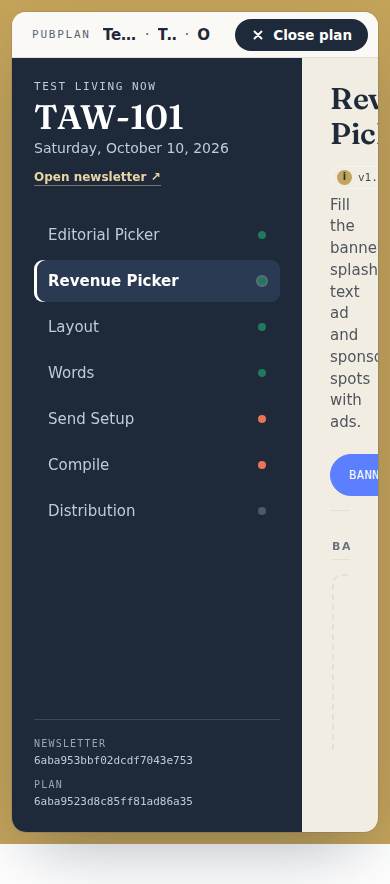 PUBPLAN Te... · T.. · O
✕ Close plan
TEST LIVING NOW
TAW-101
Saturday, October 10, 2026
Open newsletter ↗
Editorial Picker
Revenue Picker
Layout
Words
Send Setup
Compile
Distribution
NEWSLETTER
6aba953bbf02dcdf7043e753
PLAN
6aba9523d8c85ff81ad86a35
Rev
Pic
i v1.
Fill
the
banne
splash
text
ad
and
sponso
spots
with
ads.
BANN
BA